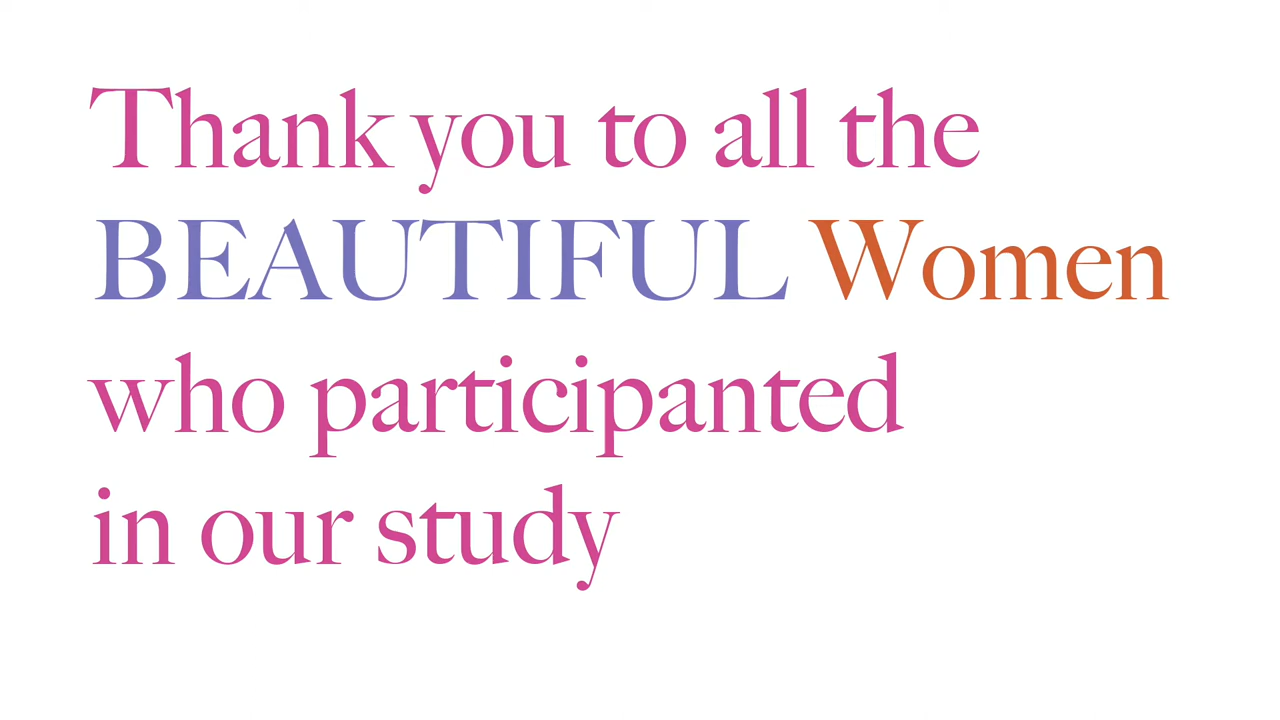 Thank you to all the
BEAUTIFUL Women
who participanted
in our study